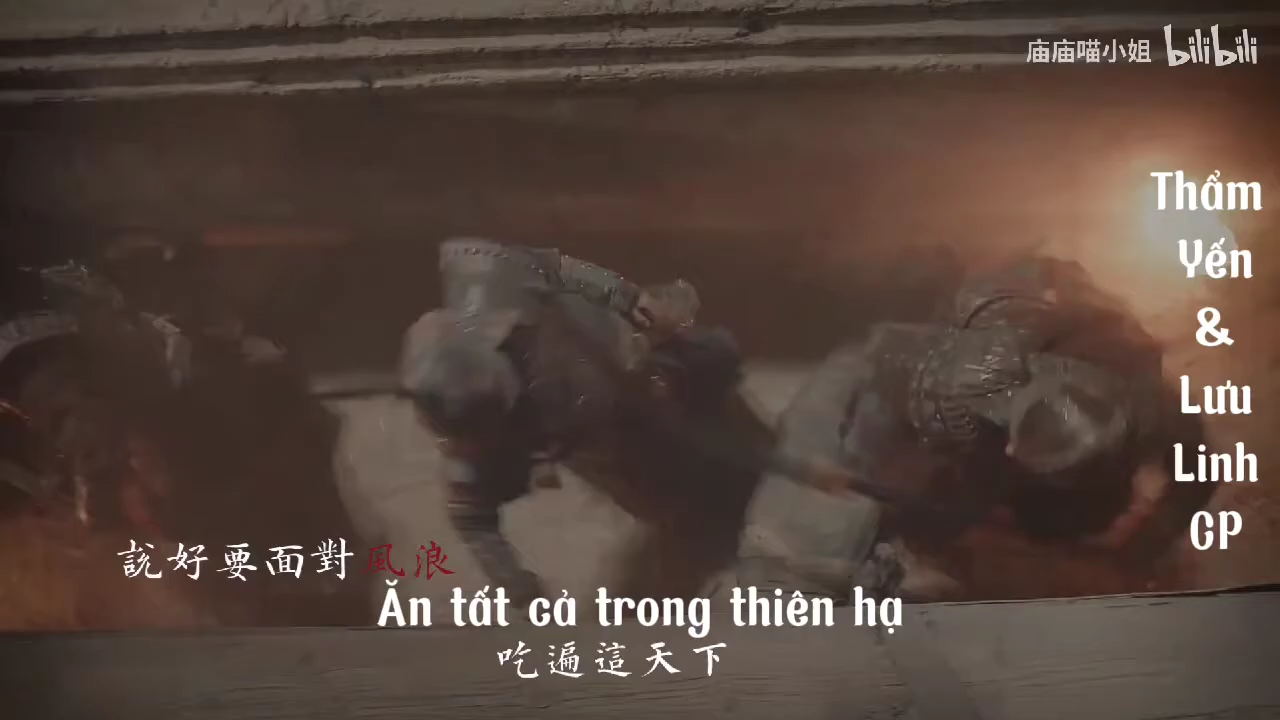 庙庙喵小姐 bilibili
Thẩm
Yến
&
Lưu
Linh
GP
説好要面對風浪
Ăn tất cả trong thiên hạ
吃遍這天下